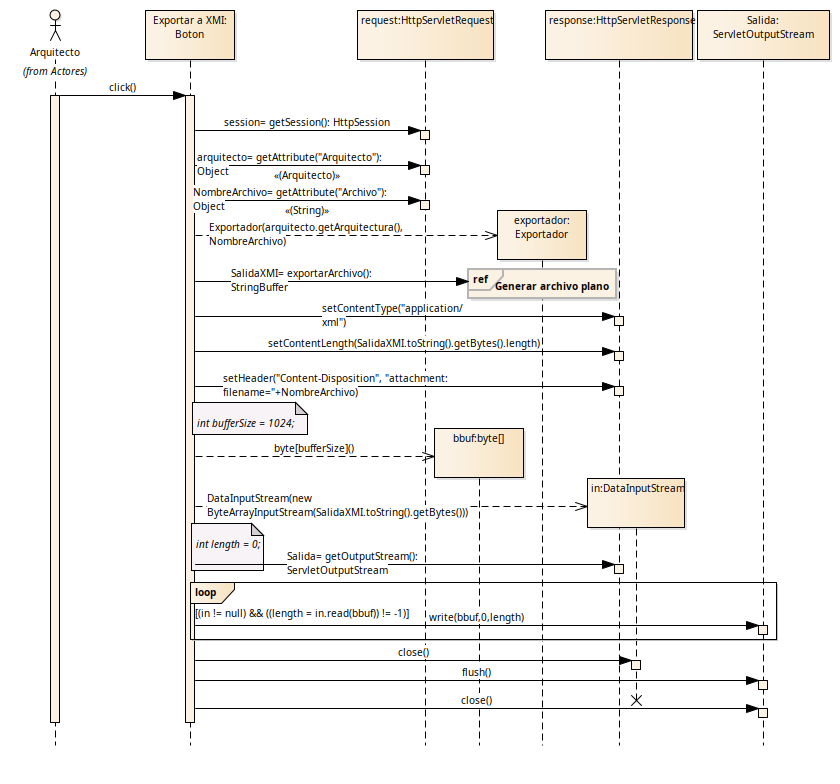 Exportar a XMI:
Boton
request:HttpServletRequest
response:HttpServletResponse
Salida:
ServletOutputStream
Arquitecto
(from Actores)
click()
session= getSession(): HttpSession
arquitecto= getAttribute("Arquitecto"):
Object
«(Arquitecto)»
NombreArchivo= getAttribute("Archivo"):
Object
«(String)»
exportador:
Exportador
Exportador(arquitecto.getArquitectura(),
NombreArchivo)
SalidaXMI= exportarArchivo():
StringBuffer
ref
Generar archivo plano
setContentType("application/
xml")
setContentLength(SalidaXMI.toString().getBytes().length)
setHeader("Content-Disposition", "attachment:
filename="+NombreArchivo)
int bufferSize = 1024;
bbuf:byte[]
byte[bufferSize]()
in:DataInputStream
DataInputStream(new
ByteArrayInputStream(SalidaXMI.toString().getBytes()))
int length = 0;
Salida= getOutputStream():
ServletOutputStream
loop
[(in != null) && ((length = in.read(bbuf)) != -1)]
write(bbuf,0,length)
close()
flush()
close()